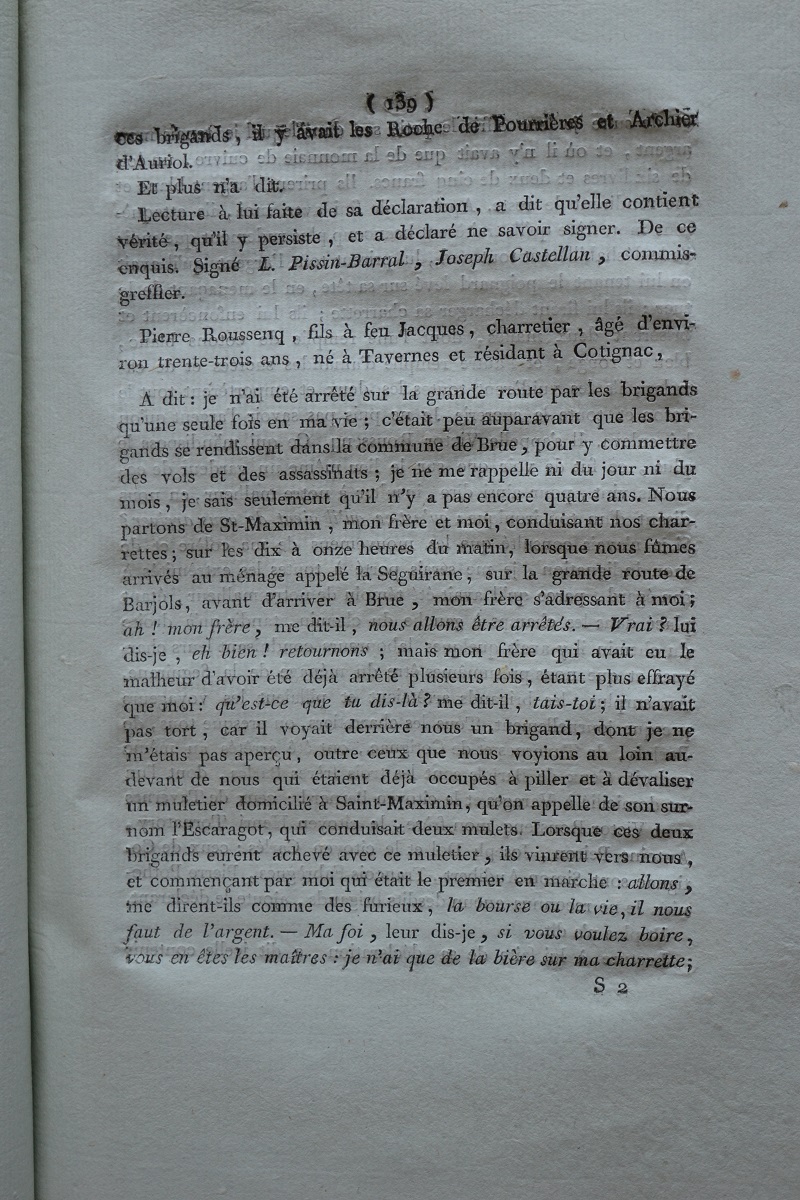 ( 139 )
ces brigands, il y avait les Roche de Pourrières et Archier
d'Auriol.
Et plus n'a dit.
Lecture à lui faite de sa déclaration, a dit qu'elle contient
vérité, qu'il y persiste, et a déclaré ne savoir signer. De ce
enquis. Signé L. Pissin-Barral, Joseph Castellan, commis-
greffier.
Pierre Roussenq, fils à feu Jacques, charretier, âgé d'envi-
ron trente-trois ans, né à Tavernes et résidant à Cotignac,
A dit : je n'ai été arrêté sur la grande route par les brigands
qu'une seule fois en ma vie ; c'était peu auparavant que les bri-
gands se rendissent dans la commune de Brue, pour y commettre
des vols et des assassinats ; je ne me rappelle ni du jour ni du
mois, je sais seulement qu'il n'y a pas encore quatre ans. Nous
partons de St-Maximin, mon frère et moi, conduisant nos char-
rettes ; sur les dix à onze heures du matin, lorsque nous fûmes
arrivés au ménage appelé la Séguirane, sur la grande route de
Barjols, avant d'arriver à Brue, mon frère s'adressant à moi ;
ah ! mon frère, me dit-il, nous allons être arrêtés. — Vrai ? lui
dis-je, eh bien ! retournons ; mais mon frère qui avait eu le
malheur d'avoir été déjà arrêté plusieurs fois, étant plus effrayé
que moi : qu'est-ce que tu dis-là ? me dit-il, tais-toi ; il n'avait
pas tort, car il voyait derrière nous un brigand, dont je ne
m'étais pas aperçu, outre ceux que nous voyions au loin au-
devant de nous qui étaient déjà occupés à piller et à dévaliser
un muletier domicilié à Saint-Maximin, qu'on appelle de son sur-
nom l'Escaragot, qui conduisait deux mulets. Lorsque ces deux
brigands eurent achevé avec ce muletier, ils vinrent vers nous,
et commençant par moi qui était le premier en marche : allons,
me dirent-ils comme des furieux, la bourse ou la vie, il nous
faut de l'argent. — Ma foi, leur dis-je, si vous voulez boire,
vous en êtes les maîtres : je n'ai que de la bière sur ma charrette ;
S 2